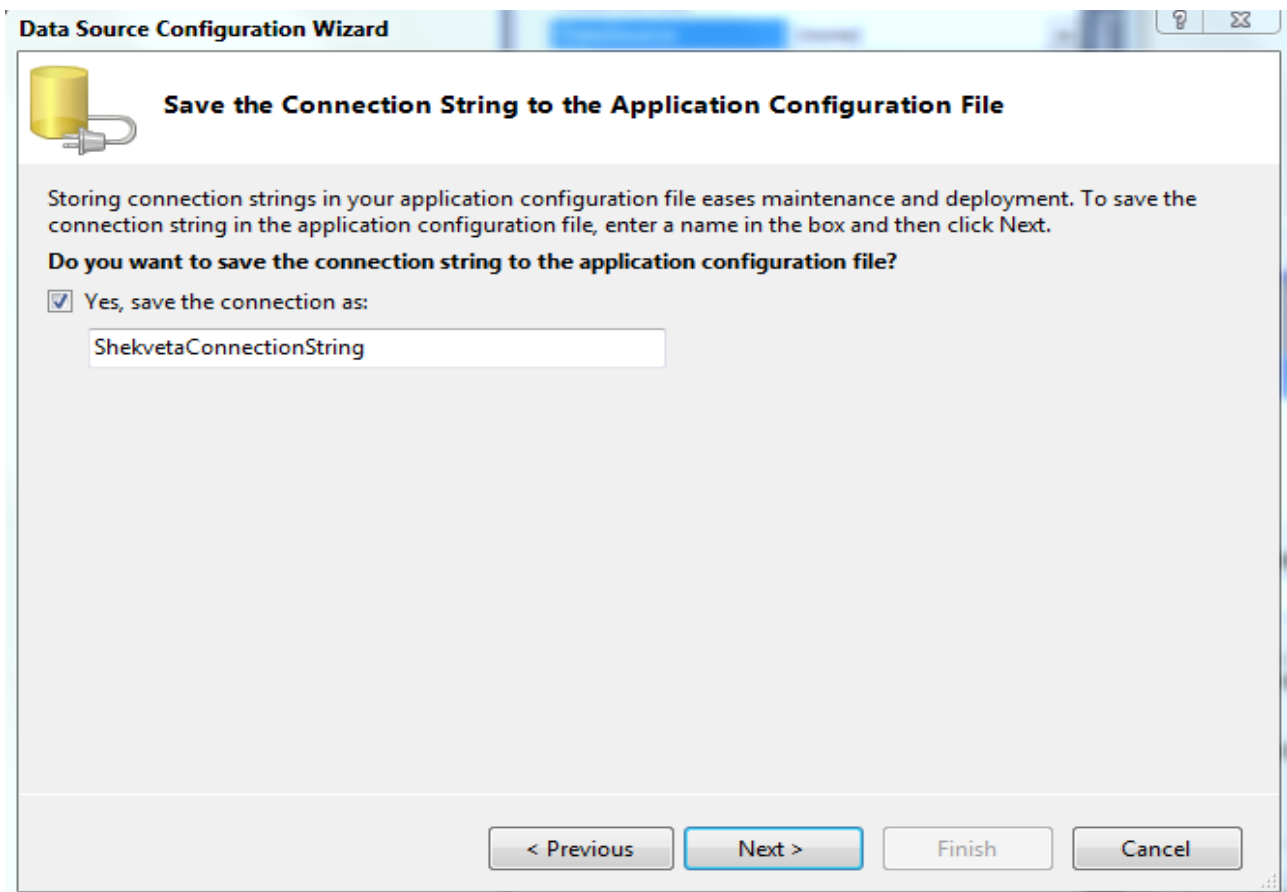 Data Source Configuration Wizard
Save the Connection String to the Application Configuration File
Storing connection strings in your application configuration file eases maintenance and deployment. To save the
connection string in the application configuration file, enter a name in the box and then click Next.
Do you want to save the connection string to the application configuration file?
Yes, save the connection as:
ShekvetaConnectionString
< Previous Next > Finish Cancel